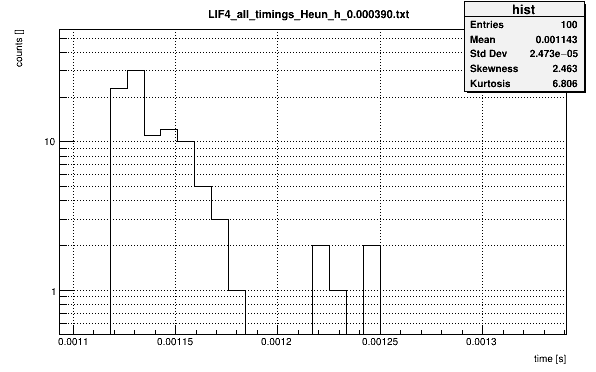 LIF4_all_timings_Heun_h_0.000390.txt
hist
Entries 100
Mean 0.001143
Std Dev 2.473e−05
Skewness 2.463
Kurtosis 6.806
counts []
10
1
0.0011 0.00115 0.0012 0.00125 0.0013
time [s]